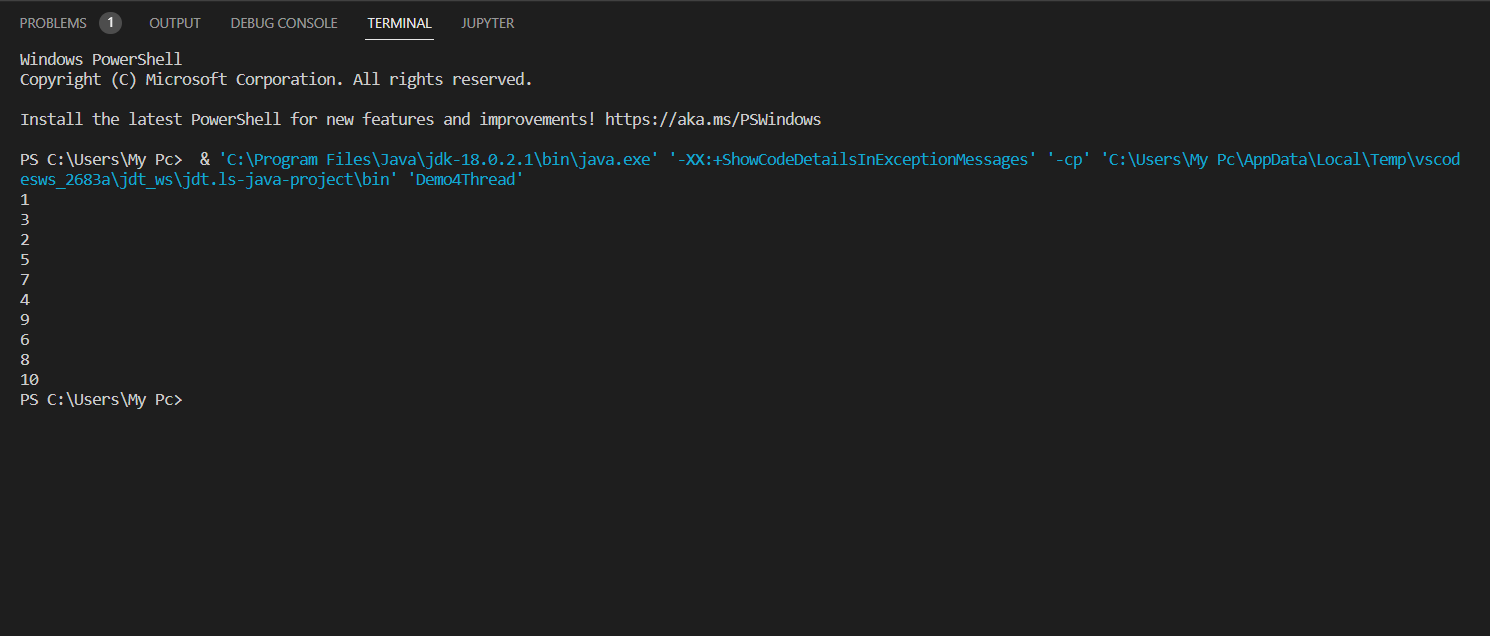 PROBLEMS 1 OUTPUT DEBUG CONSOLE TERMINAL JUPYTER
Windows PowerShell
Copyright (C) Microsoft Corporation. All rights reserved.
Install the latest PowerShell for new features and improvements! https://aka.ms/PSWindows
PS C:\Users\My Pc>  & 'C:\Program Files\Java\jdk-18.0.2.1\bin\java.exe' '-XX:+ShowCodeDetailsInExceptionMessages' '-cp' 'C:\Users\My Pc\AppData\Local\Temp\vscod
esws_2683a\jdt_ws\jdt.ls-java-project\bin' 'Demo4Thread'
1
3
2
5
7
4
9
6
8
10
PS C:\Users\My Pc>